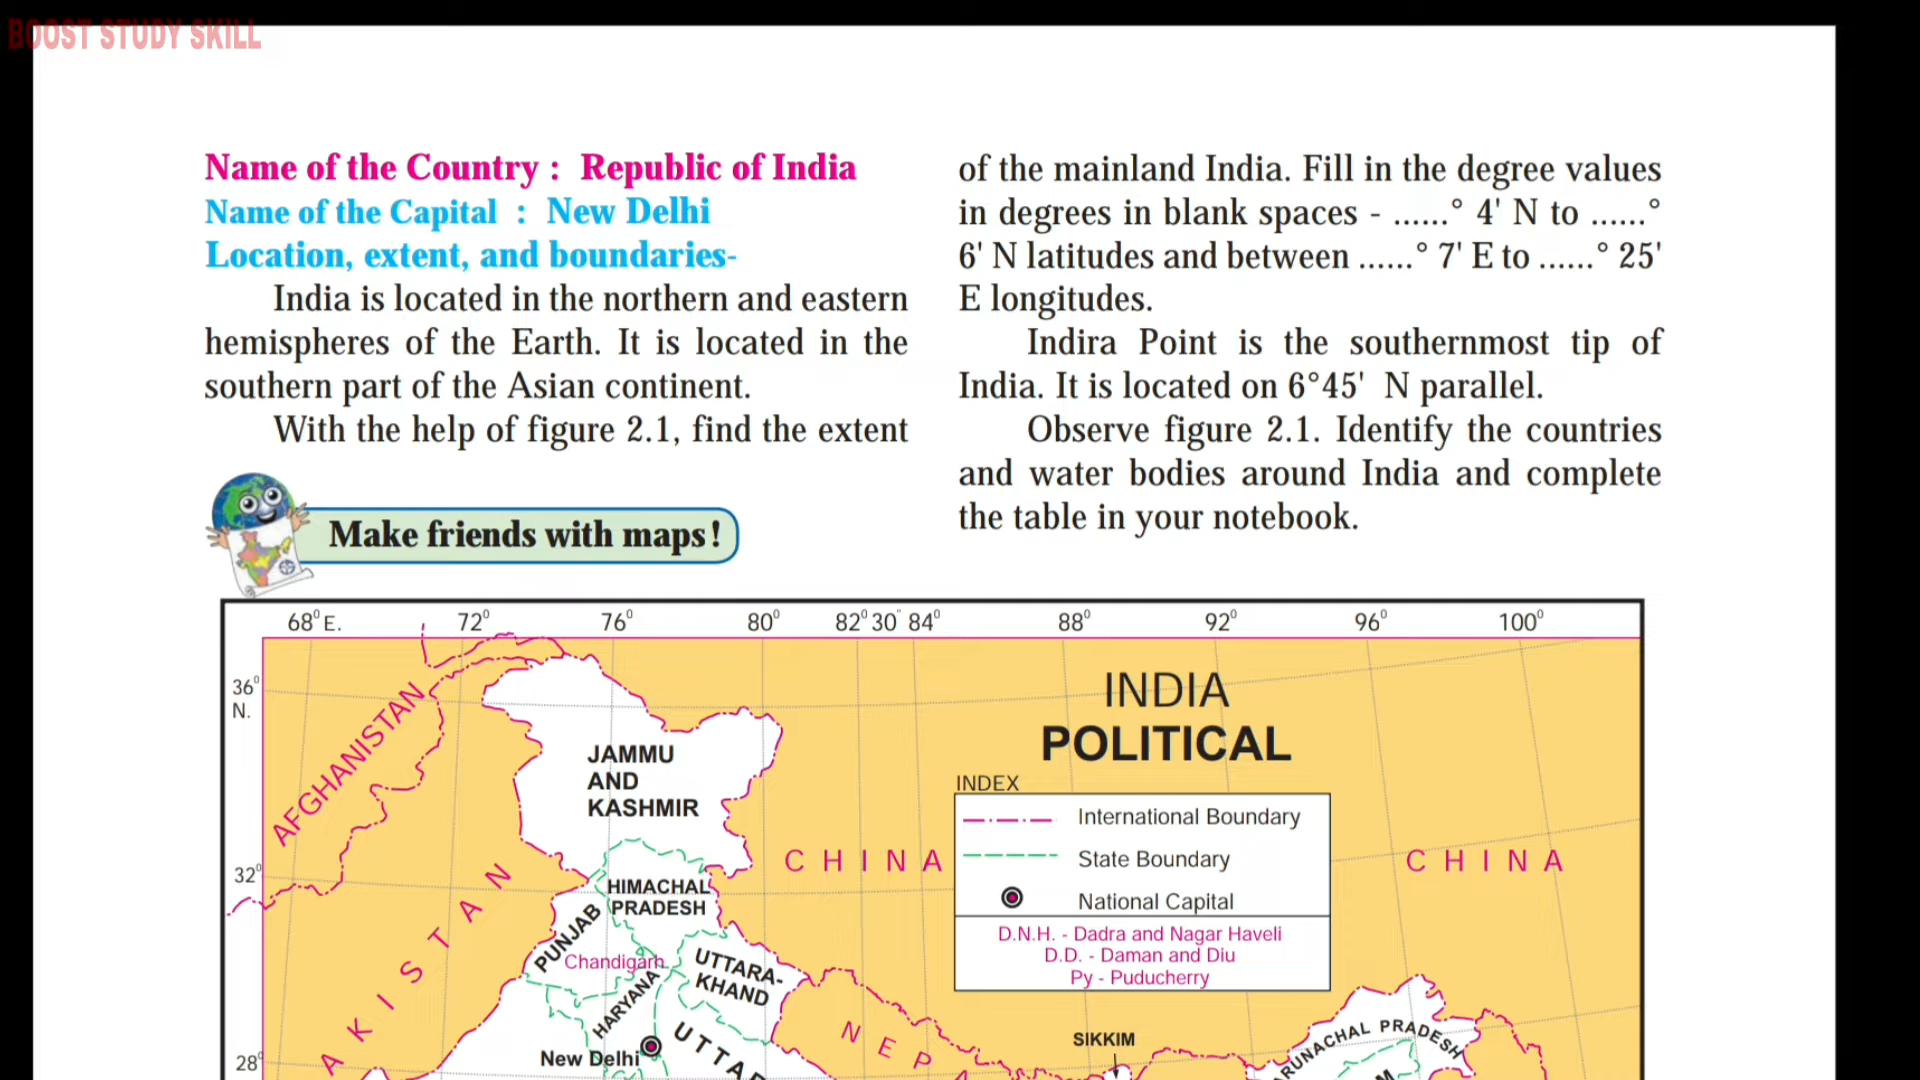 BOOST STUDY SKILL
Name of the Country : Republic of India
Name of the Capital : New Delhi
Location, extent, and boundaries-
India is located in the northern and eastern
hemispheres of the Earth. It is located in the
southern part of the Asian continent.
With the help of figure 2.1, find the extent
of the mainland India. Fill in the degree values
in degrees in blank spaces - ......° 4' N to ......°
6' N latitudes and between ......° 7' E to ......° 25'
E longitudes.
Indira Point is the southernmost tip of
India. It is located on 6°45' N parallel.
Observe figure 2.1. Identify the countries
and water bodies around India and complete
the table in your notebook.
Make friends with maps!
68° E. 72° 76° 80° 82°30' 84° 88° 92° 96° 100°
36°
N.
32°
28°
INDIA
POLITICAL
INDEX
International Boundary
State Boundary
National Capital
D.N.H. - Dadra and Nagar Haveli
D.D. - Daman and Diu
Py - Puducherry
AFGHANISTAN
JAMMU
AND
KASHMIR
CHINA
CHINA
AKISTAN
HIMACHAL
PRADESH
PUNJAB
Chandigarh
UTTARA-
KHAND
HARYANA
New Delhi
UTTAR
NEPA
SIKKIM
ARUNACHAL PRADESH